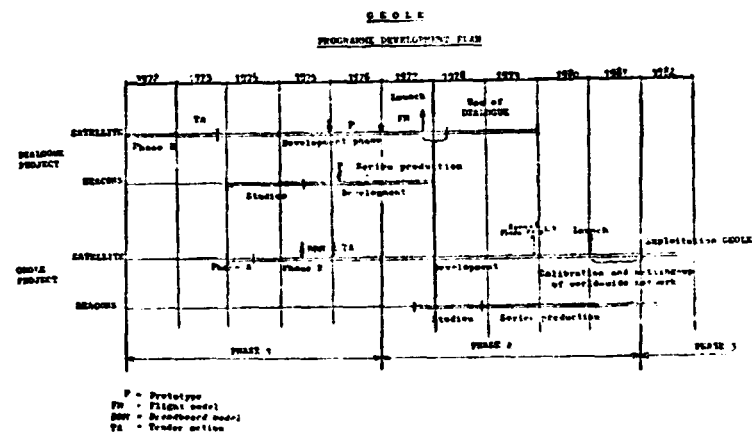 GEOLE
PROGRAMME DEVELOPMENT PLAN
1972 1973 1974 1975 1976 1977 1978 1979 1980 1981 1982
Launch
Use of
DIALOGUE
TA
P
FM
SATELLITE
Phase B
Development phase
DIALOGUE
PROJECT
Series production
BEACONS
Studies
Development
Launch
BBM TA
Exploitation GEOLE
SATELLITE
Phase A
Phase B
Development
Calibration and setting-up
of worldwide network
GEOLE
PROJECT
BEACONS
Studies
Series production
PHASE 1
PHASE 2
PHASE 3
P = Prototype
FM = Flight model
BBM = Breadboard model
TA = Tender action